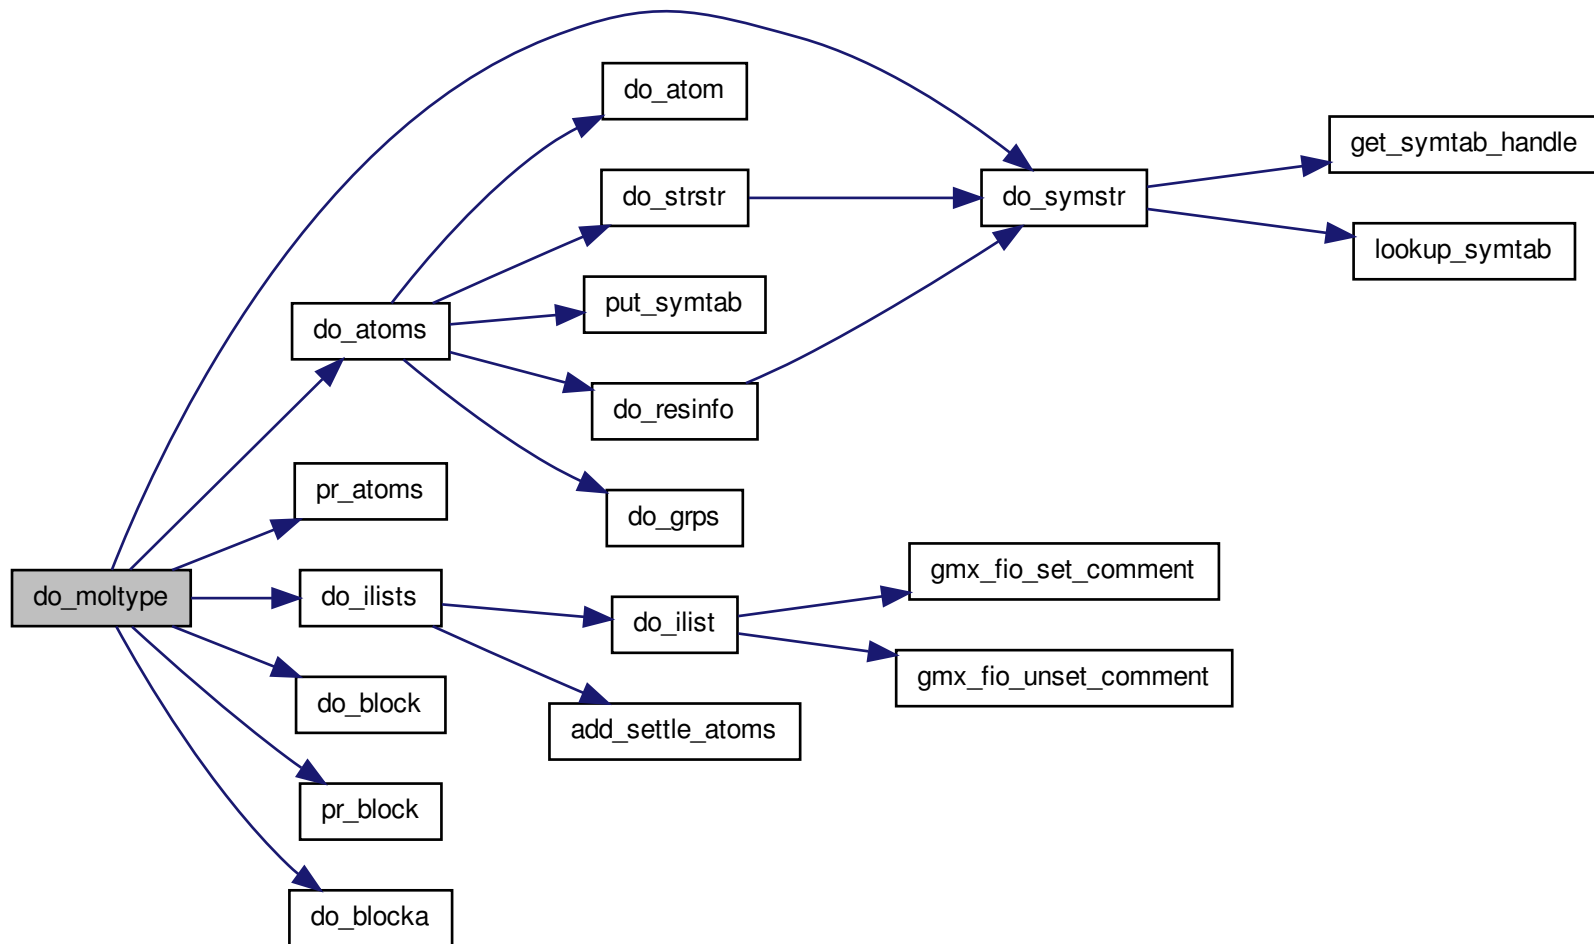 do_atom
get_symtab_handle
do_strstr
do_symstr
lookup_symtab
put_symtab
do_atoms
do_resinfo
pr_atoms
do_grps
gmx_fio_set_comment
do_moltype
do_ilists
do_ilist
gmx_fio_unset_comment
do_block
add_settle_atoms
pr_block
do_blocka